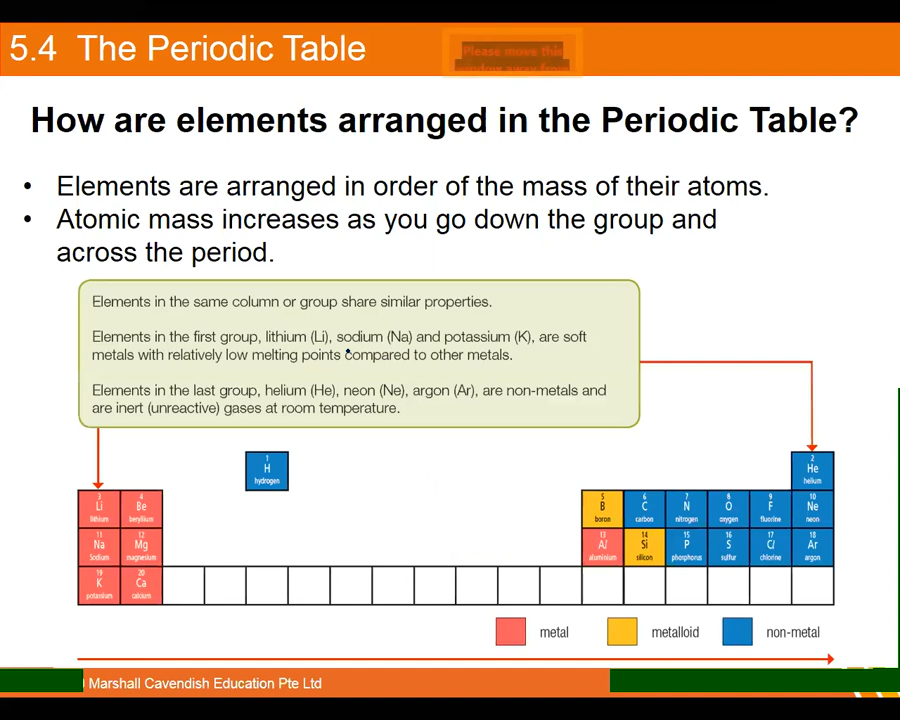 5.4 The Periodic Table
Please move this
window away from
How are elements arranged in the Periodic Table?
• Elements are arranged in order of the mass of their atoms.
• Atomic mass increases as you go down the group and
across the period.
Elements in the same column or group share similar properties.
Elements in the first group, lithium (Li), sodium (Na) and potassium (K), are soft
metals with relatively low melting points compared to other metals.
Elements in the last group, helium (He), neon (Ne), argon (Ar), are non-metals and
are inert (unreactive) gases at room temperature.
1 2
H He
hydrogen helium
3 4 5 6 7 8 9 10
Li Be B C N O F Ne
lithium beryllium boron carbon nitrogen oxygen fluorine neon
11 12 13 14 15 16 17 18
Na Mg Al Si P S Cl Ar
Sodium magnesium aluminium silicon phosphorus sulfur chlorine argon
19 20
K Ca
potassium calcium
metal metalloid non-metal
Marshall Cavendish Education Pte Ltd